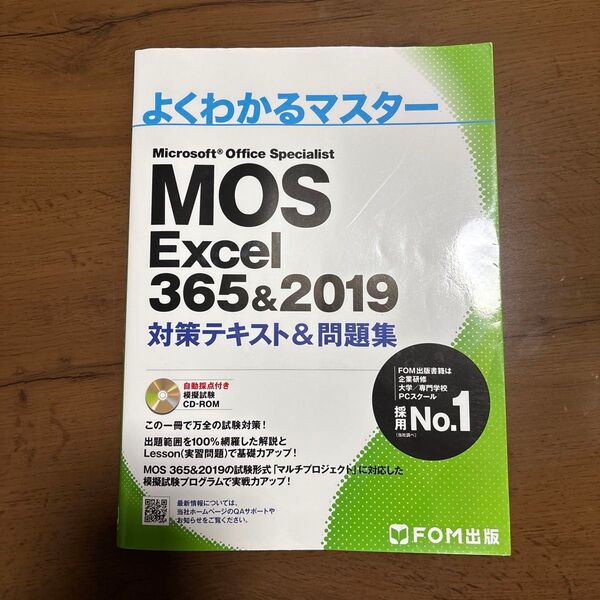 よくわかるマスター
Microsoft® Office Specialist
MOS
Excel
365&2019
対策テキスト&問題集
自動採点付き
模擬試験
CD-ROM
FOM出版書籍は
企業研修
大学/専門学校
PCスクール
採用No.1
(当社調べ)
この一冊で万全の試験対策!
出題範囲を100%網羅した解説と
Lesson(実習問題)で基礎力アップ!
MOS 365&2019の試験形式「マルチプロジェクト」に対応した
模擬試験プログラムで実戦力アップ!
最新情報については、
当社ホームページのQAサポートや
お知らせをご覧ください。
FOM出版